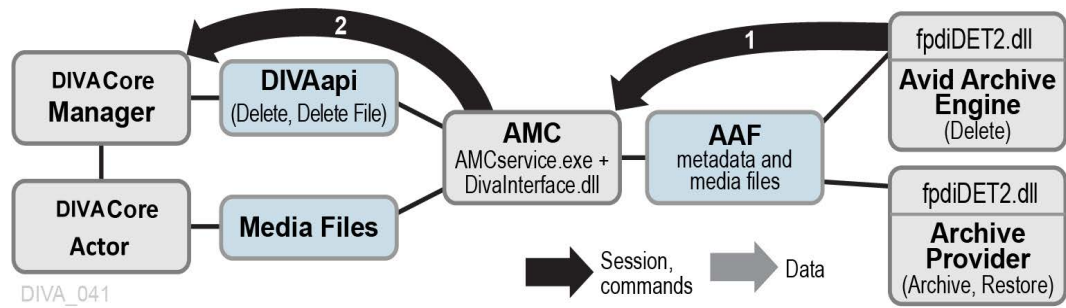 2
1
DIVACore
Manager
DIVAapi
(Delete, Delete File)
AMC
AMCservice.exe +
DivaInterface.dll
AAF
metadata and
media files
fpdiDET2.dll
Avid Archive
Engine
(Delete)
DIVACore
Actor
Media Files
fpdiDET2.dll
Archive
Provider
(Archive, Restore)
Session,
commands
Data
DIVA_041